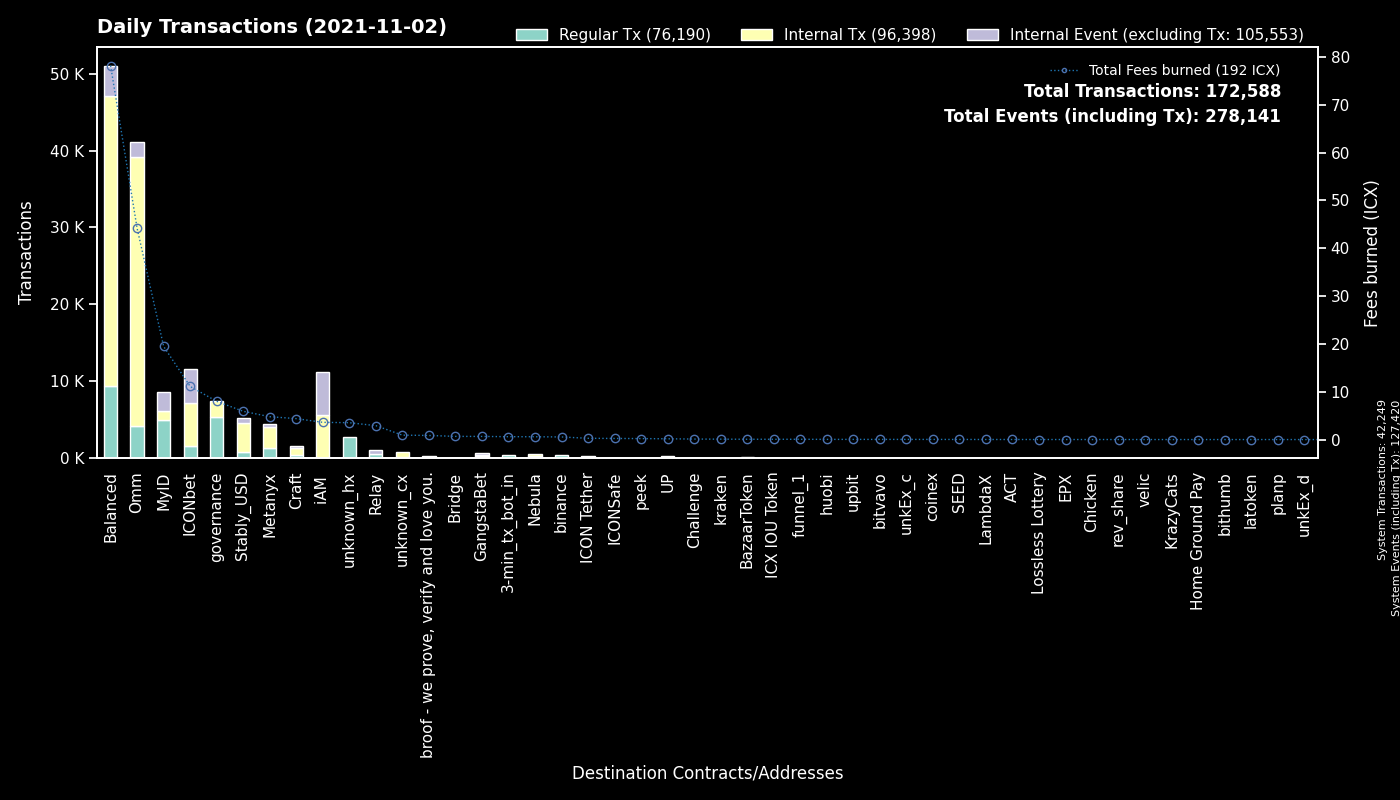 Daily Transactions (2021-11-02)
Regular Tx (76,190)
Internal Tx (96,398)
Internal Event (excluding Tx: 105,553)
Total Fees burned (192 ICX)
Total Transactions: 172,588
Total Events (including Tx): 278,141
Transactions
50 K
40 K
30 K
20 K
10 K
0 K
80
70
60
50
40
30
20
10
0
Fees burned (ICX)
System Transactions: 42,249
System Events (including Tx): 127,420
Balanced
Omm
MyID
ICONbet
governance
Stably_USD
Metanyx
Craft
iAM
unknown_hx
Relay
unknown_cx
broof - we prove, verify and love you.
Bridge
GangstaBet
3-min_tx_bot_in
Nebula
binance
ICON Tether
ICONSafe
peek
UP
Challenge
kraken
BazaarToken
ICX IOU Token
funnel_1
huobi
upbit
bitvavo
unkEx_c
coinex
SEED
LambdaX
ACT
Lossless Lottery
EPX
Chicken
rev_share
velic
KrazyCats
Home Ground Pay
bithumb
latoken
planp
unkEx_d
Destination Contracts/Addresses